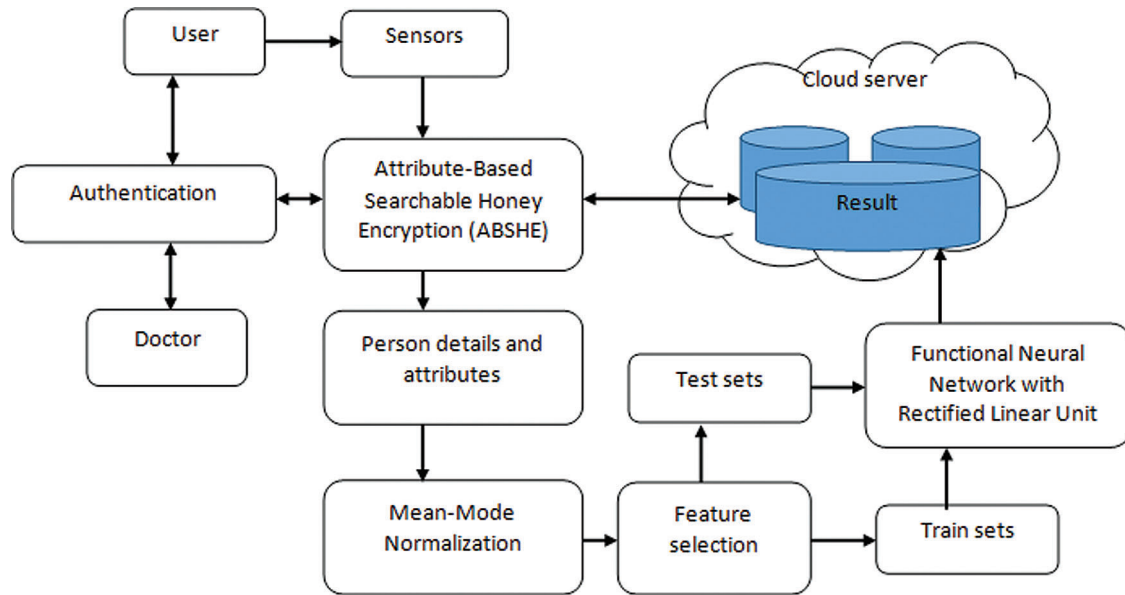 User
Sensors
Cloud server
Authentication
Attribute-Based
Searchable Honey
Encryption (ABSHE)
Result
Doctor
Person details and
attributes
Test sets
Functional Neural
Network with
Rectified Linear Unit
Mean-Mode
Normalization
Feature
selection
Train sets